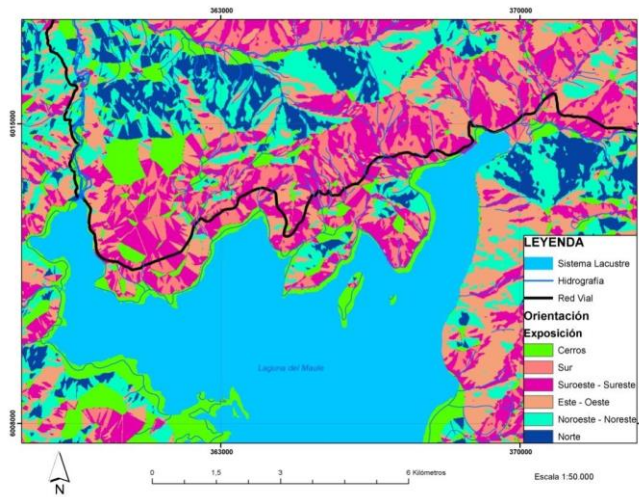 363000
370000
6015000
6008000
LEYENDA
Sistema Lacustre
Hidrografía
Red Vial
Orientación
Exposición
Cerros
Sur
Suroeste - Sureste
Este - Oeste
Noroeste - Noreste
Norte
Laguna del Maule
363000
370000
N
0 1,5 3 6 Kilómetros
Escala 1:50.000